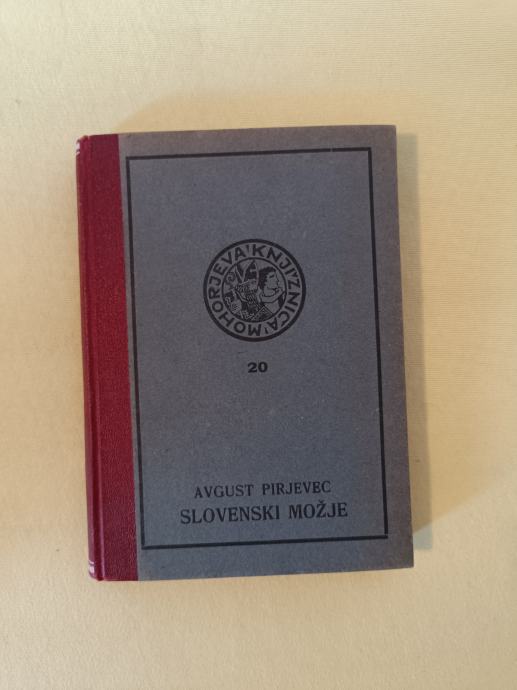 MOHORJEVA KNJIŽNICA
20
AVGUST PIRJEVEC
SLOVENSKI MOŽJE